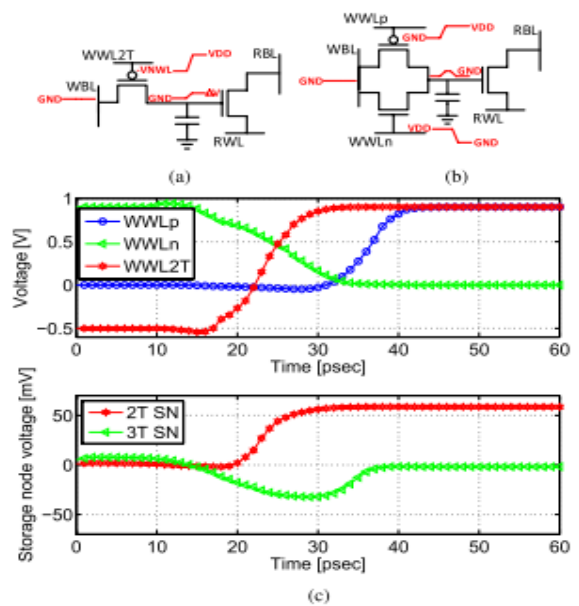 WWL2T
VDD
VNWL
RBL
WBL
GND
GND
Δv
RWL
(a)
WWLp
VDD
GND
RBL
WBL
GND
GND
VDD
GND
RWL
WWLn
(b)
1
0.5
0
−0.5
Voltage [V]
WWLp
WWLn
WWL2T
0 10 20 30 40 50 60
Time [psec]
50
0
−50
Storage node voltage [mV]
2T SN
3T SN
0 10 20 30 40 50 60
Time [psec]
(c)